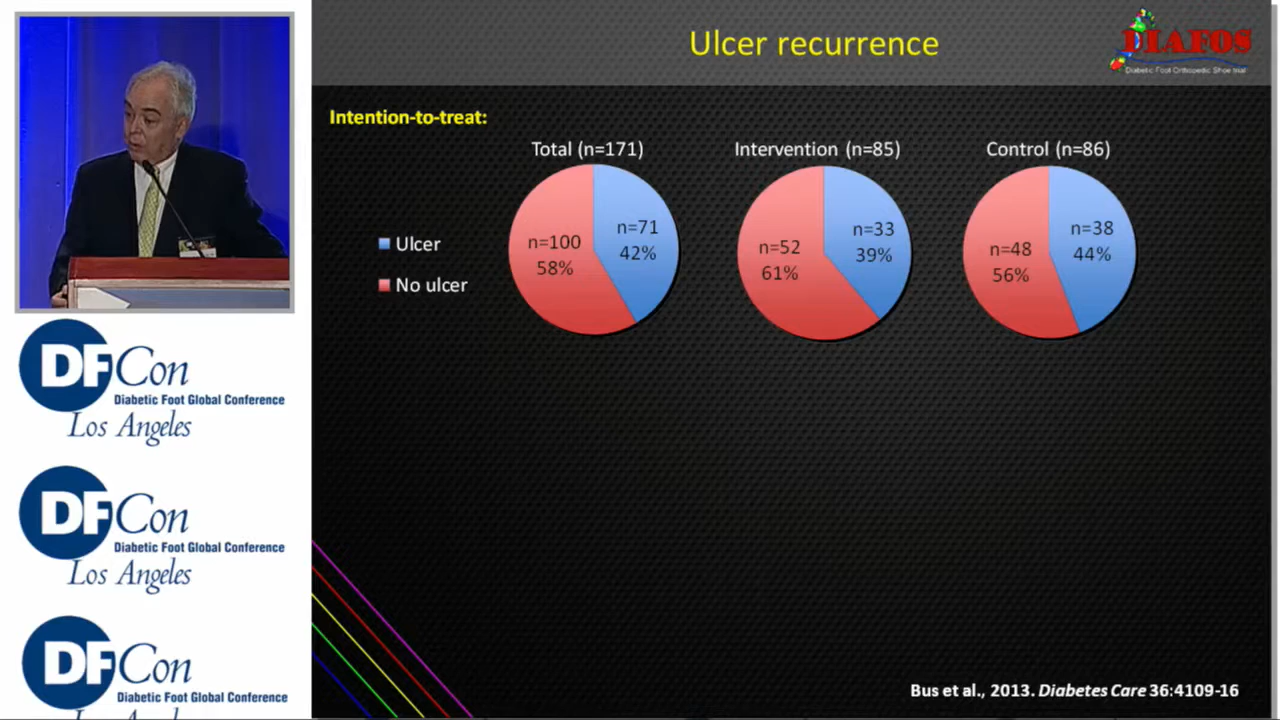 Ulcer recurrence
DIAFOS
Diabetic Foot Orthopedic Shoe trial
Intention-to-treat:
Total (n=171)
Intervention (n=85)
Control (n=86)
Ulcer
No ulcer
n=100
58%
n=71
42%
n=52
61%
n=33
39%
n=48
56%
n=38
44%
DFCon
Diabetic Foot Global Conference
Los Angeles
DFCon
Diabetic Foot Global Conference
Los Angeles
DFCon
Diabetic Foot Global Conference
Bus et al., 2013. Diabetes Care 36:4109-16